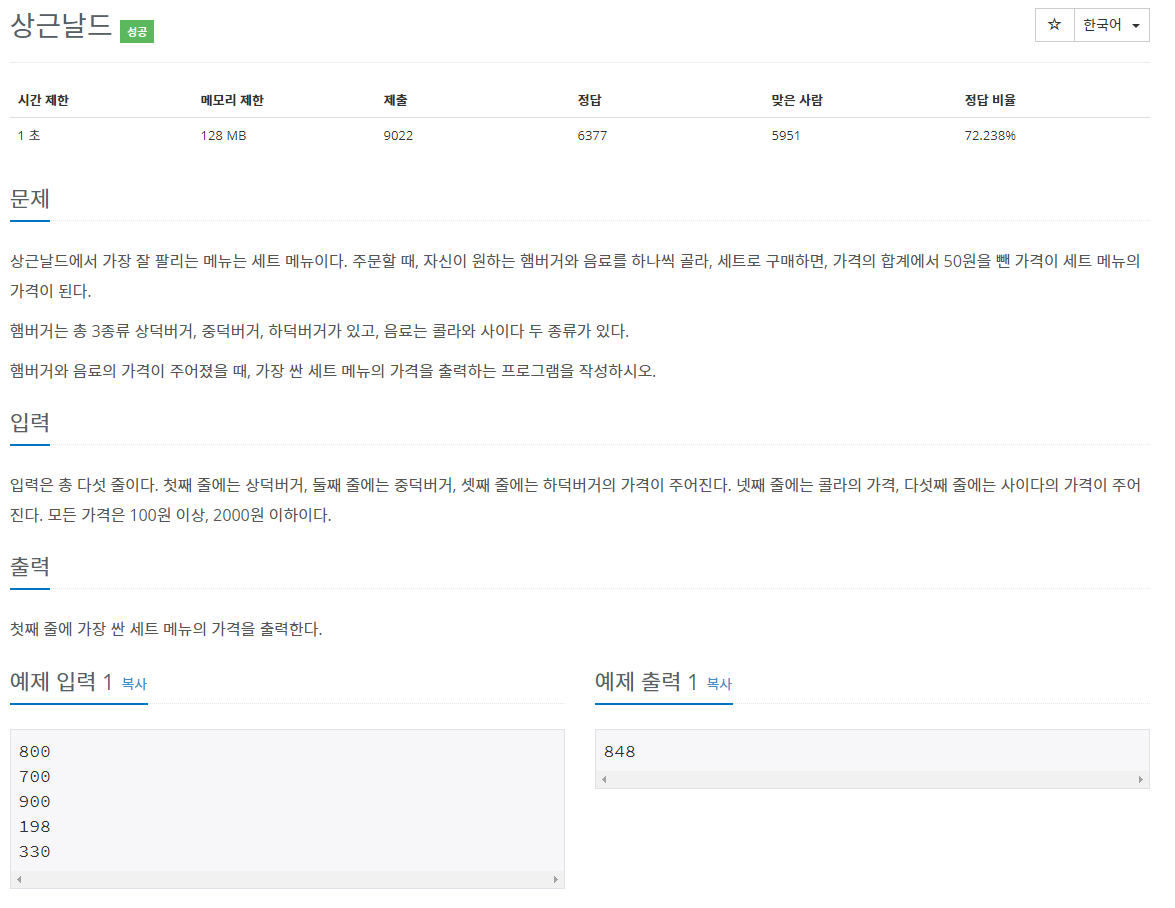 상근날드 성공
☆ 한국어
시간 제한 메모리 제한 제출 정답 맞은 사람 정답 비율
1 초 128 MB 9022 6377 5951 72.238%
문제
상근날드에서 가장 잘 팔리는 메뉴는 세트 메뉴이다. 주문할 때, 자신이 원하는 햄버거와 음료를 하나씩 골라, 세트로 구매하면, 가격의 합계에서 50원을 뺀 가격이 세트 메뉴의
가격이 된다.
햄버거는 총 3종류 상덕버거, 중덕버거, 하덕버거가 있고, 음료는 콜라와 사이다 두 종류가 있다.
햄버거와 음료의 가격이 주어졌을 때, 가장 싼 세트 메뉴의 가격을 출력하는 프로그램을 작성하시오.
입력
입력은 총 다섯 줄이다. 첫째 줄에는 상덕버거, 둘째 줄에는 중덕버거, 셋째 줄에는 하덕버거의 가격이 주어진다. 넷째 줄에는 콜라의 가격, 다섯째 줄에는 사이다의 가격이 주어
진다. 모든 가격은 100원 이상, 2000원 이하이다.
출력
첫째 줄에 가장 싼 세트 메뉴의 가격을 출력한다.
예제 입력 1 복사
800
700
900
198
330
예제 출력 1 복사
848